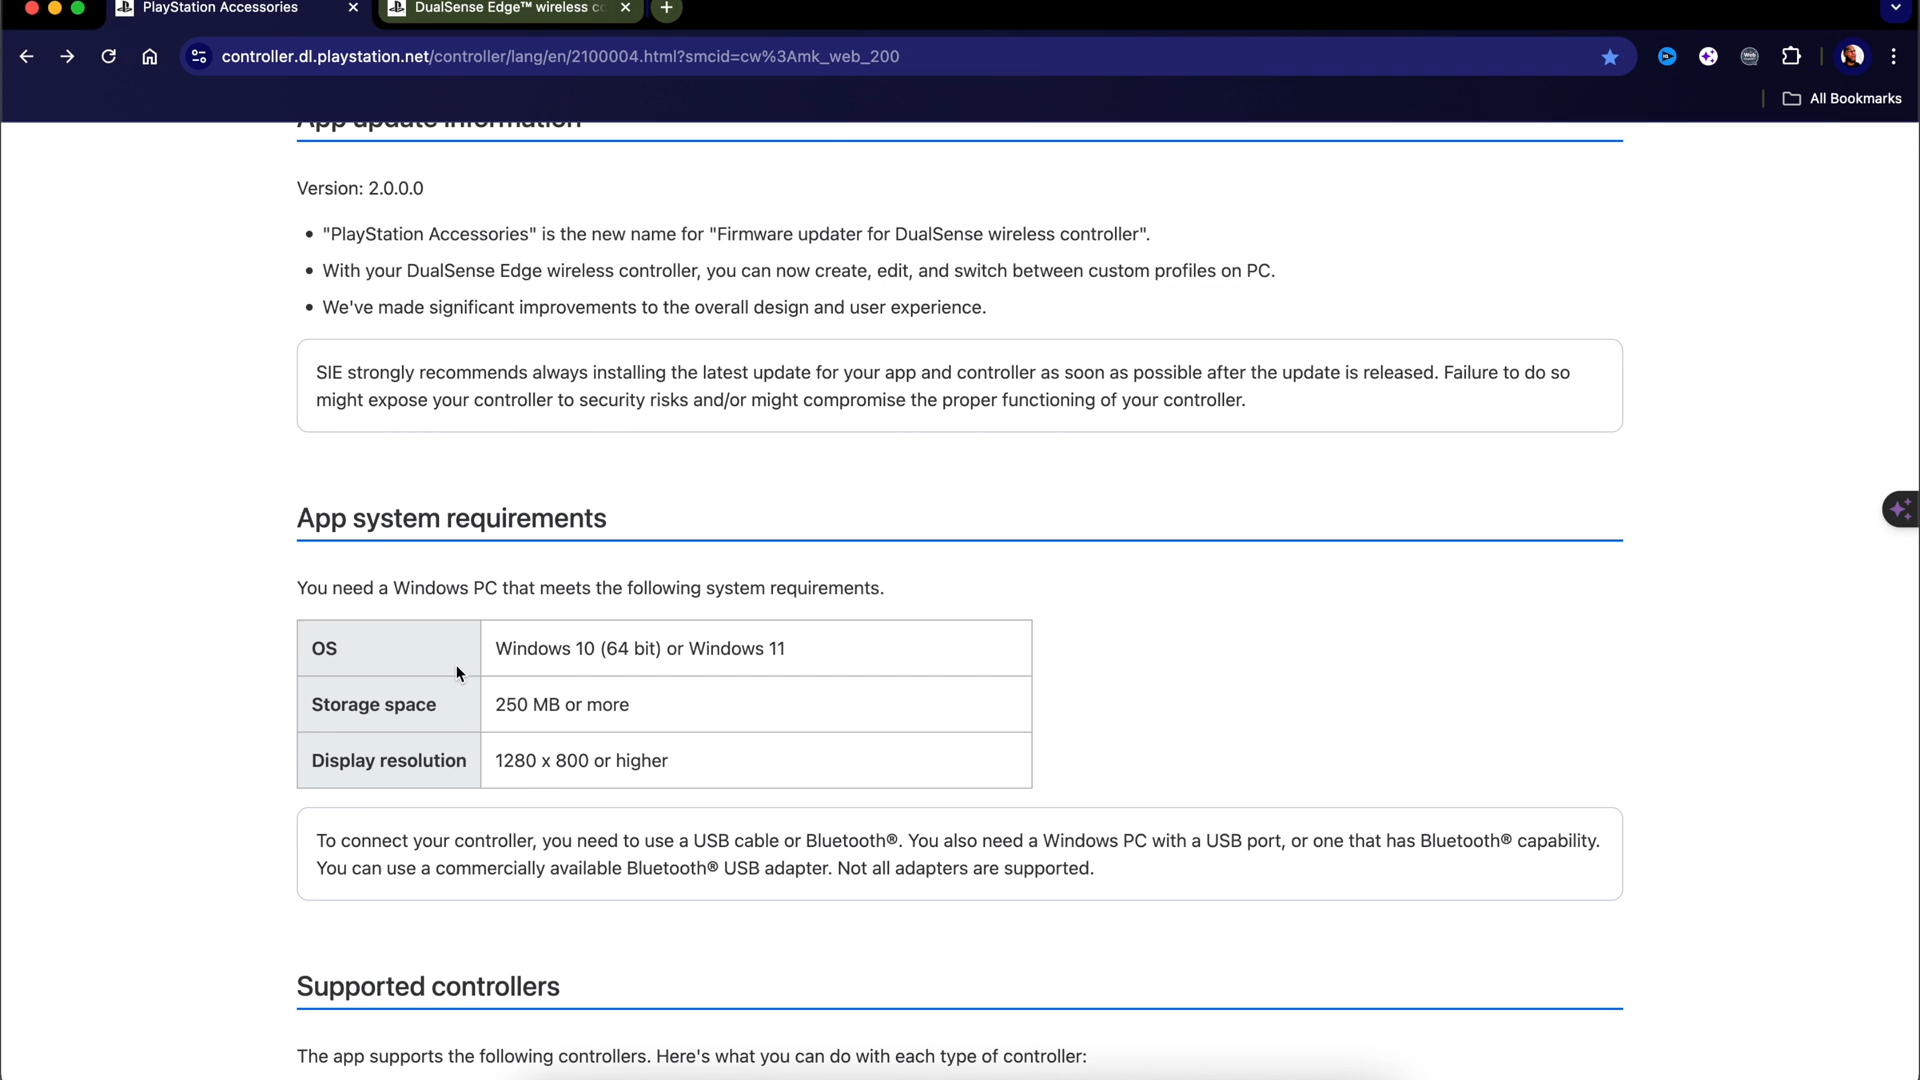 PlayStation Accessories
DualSense Edge™ wireless co
controller.dl.playstation.net/controller/lang/en/2100004.html?smcid=cw%3Amk_web_200
All Bookmarks
App update information
Version: 2.0.0.0
• "PlayStation Accessories" is the new name for "Firmware updater for DualSense wireless controller".
• With your DualSense Edge wireless controller, you can now create, edit, and switch between custom profiles on PC.
• We've made significant improvements to the overall design and user experience.
SIE strongly recommends always installing the latest update for your app and controller as soon as possible after the update is released. Failure to do so
might expose your controller to security risks and/or might compromise the proper functioning of your controller.
App system requirements
You need a Windows PC that meets the following system requirements.
OS Windows 10 (64 bit) or Windows 11
Storage space 250 MB or more
Display resolution 1280 x 800 or higher
To connect your controller, you need to use a USB cable or Bluetooth®. You also need a Windows PC with a USB port, or one that has Bluetooth® capability.
You can use a commercially available Bluetooth® USB adapter. Not all adapters are supported.
Supported controllers
The app supports the following controllers. Here's what you can do with each type of controller: